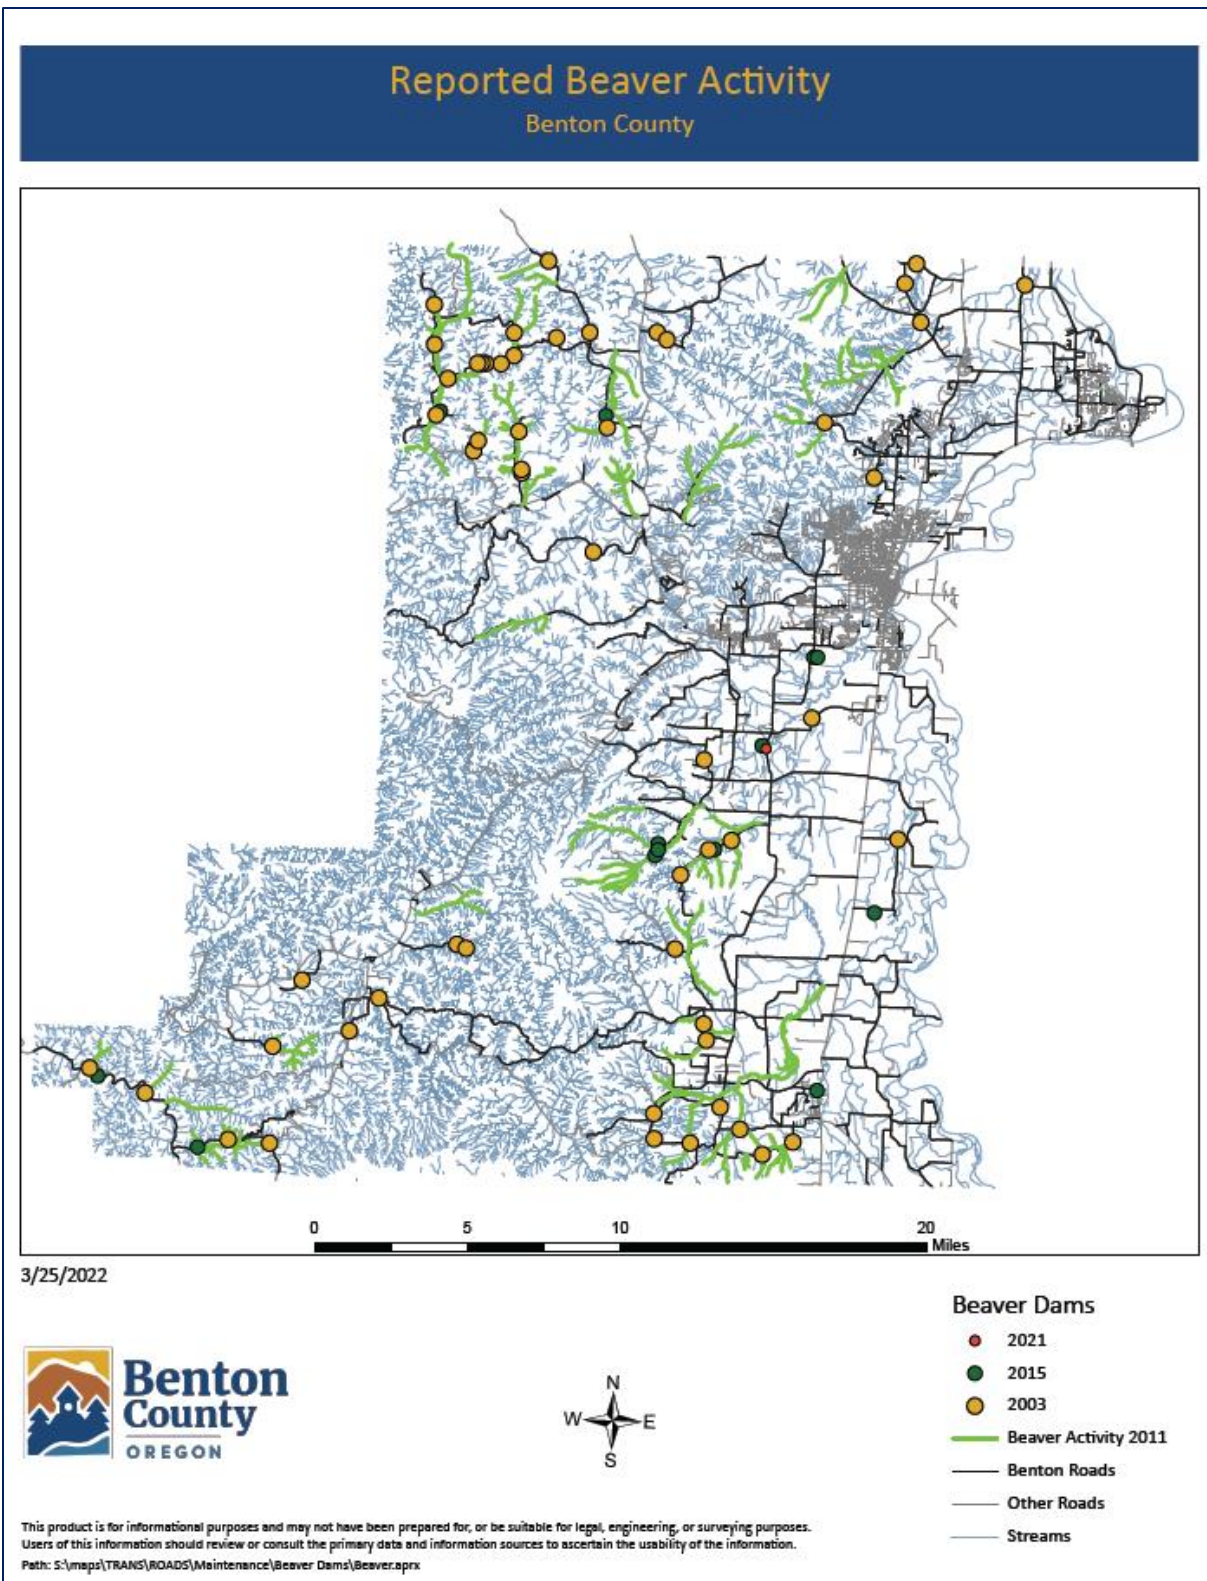 Reported Beaver Activity
Benton County
0 5 10 20
Miles
3/25/2022
Benton
County
OREGON
N
W E
S
Beaver Dams
2021
2015
2003
Beaver Activity 2011
Benton Roads
Other Roads
Streams
This product is for informational purposes and may not have been prepared for, or be suitable for legal, engineering, or surveying purposes.
Users of this information should review or consult the primary data and information sources to ascertain the usability of the information.
Path: S:\maps\TRANS\ROADS\Maintenance\Beaver Dams\Beaver.aprx